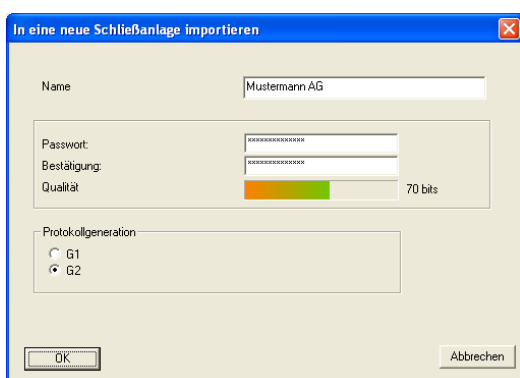 In eine neue Schließanlage importieren
Name
Mustermann AG
Passwort:
××××××××××××××
Bestätigung:
××××××××××××××
Qualität
70 bits
Protokollgeneration
G1
G2
OK
Abbrechen